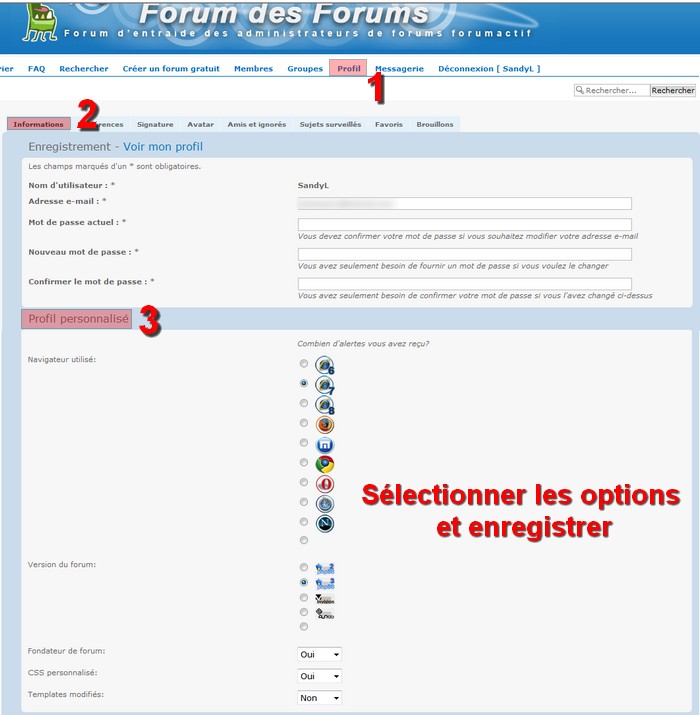 Forum des Forums
Forum d'entraide des administrateurs de forums forumactif
rier FAQ Rechercher Créer un forum gratuit Membres Groupes Profil Messagerie Déconnexion [ SandyL ]
1
Rechercher... Rechercher
2
Informations rences Signature Avatar Amis et ignorés Sujets surveillés Favoris Brouillons
Enregistrement - Voir mon profil
Les champs marqués d'un * sont obligatoires.
Nom d'utilisateur : * SandyL
Adresse e-mail : *
Mot de passe actuel : *
Vous devez confirmer votre mot de passe si vous souhaitez modifier votre adresse e-mail
Nouveau mot de passe : *
Vous avez seulement besoin de fournir un mot de passe si vous voulez le changer
Confirmer le mot de passe : *
Vous avez seulement besoin de confirmer votre mot de passe si vous l'avez changé ci-dessus
Profil personnalisé 3
Combien d'alertes vous avez reçu?
Navigateur utilisé:
6
7
8
Sélectionner les options
et enregistrer
Version du forum:
2
3
Fondateur de forum: Oui
CSS personnalisé: Oui
Templates modifiés: Non